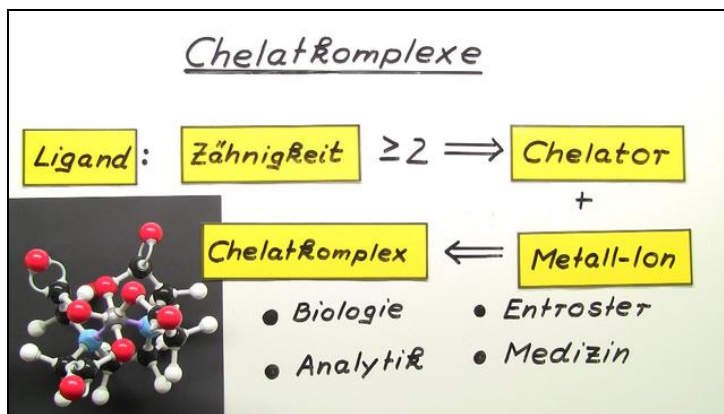 Chelatkomplexe
Ligand: Zähnigkeit ≥2 ⟹ Chelator
+
Chelatkomplex ⟸ Metall-Ion
• Biologie • Entroster
• Analytik • Medizin